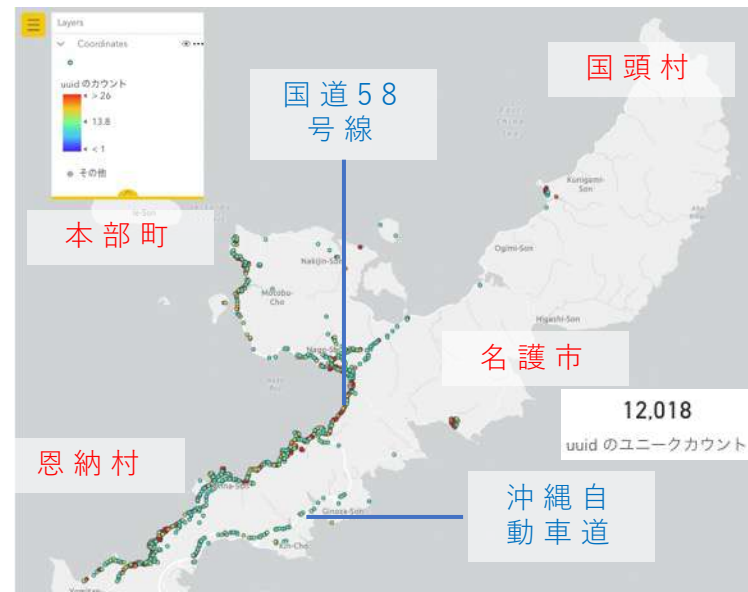 Layers
Coordinates
uuid のカウント
> 26
13.8
< 1
その他
国道58
号線
国頭村
本部町
Kunigami-
Son
Ogimi-Son
Nakijin-Son
Motobu-
Cho
Higashi-Son
名護市
12,018
uuid のユニークカウント
恩納村
沖縄自
動車道
Ginoza-Son
Kin-Cho